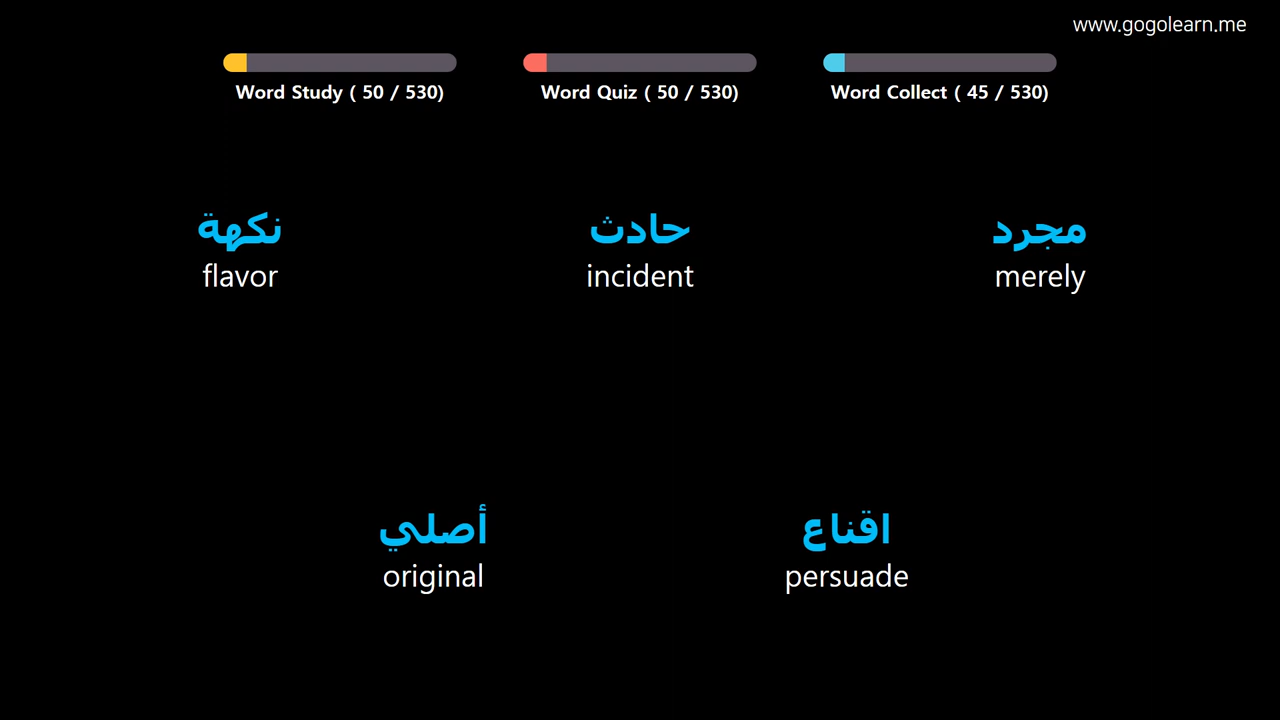 www.gogolearn.me
Word Study ( 50 / 530)
Word Quiz ( 50 / 530)
Word Collect ( 45 / 530)
نكهة
flavor
حادث
incident
مجرد
merely
أصلي
original
اقناع
persuade